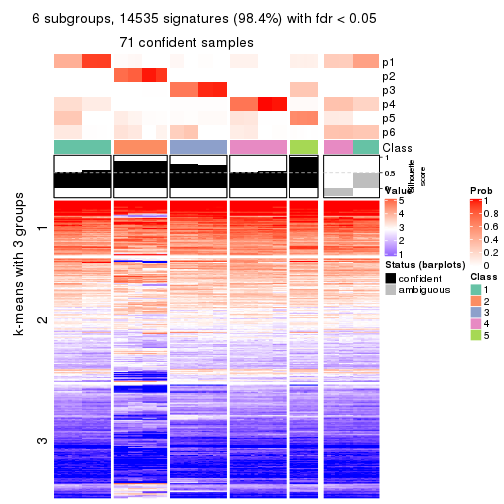 6 subgroups, 14535 signatures (98.4%) with fdr < 0.05
71 confident samples
p1
p2
p3
p4
p5
p6
Class
1
0.5
0
Silhouette
score
k-means with 3 groups
1
2
3
Value
5
4
3
2
1
Status (barplots)
confident
ambiguous
Prob
1
0.8
0.6
0.4
0.2
0
Class
1
2
3
4
5